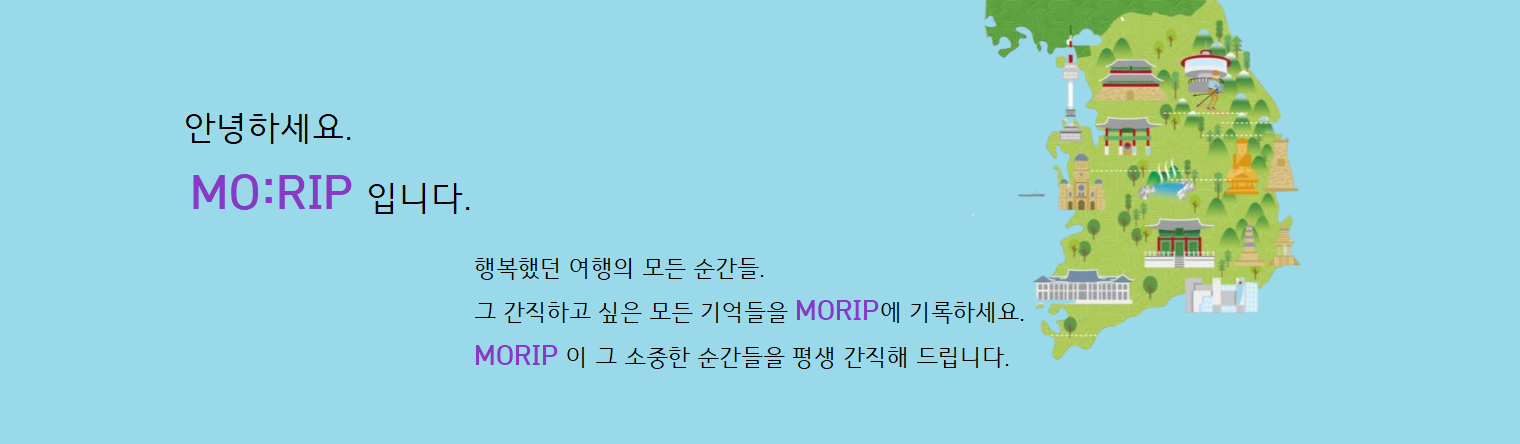 안녕하세요.
MO:RIP 입니다.
행복했던 여행의 모든 순간들.
그 간직하고 싶은 모든 기억들을 MORIP에 기록하세요.
MORIP 이 그 소중한 순간들을 평생 간직해 드립니다.